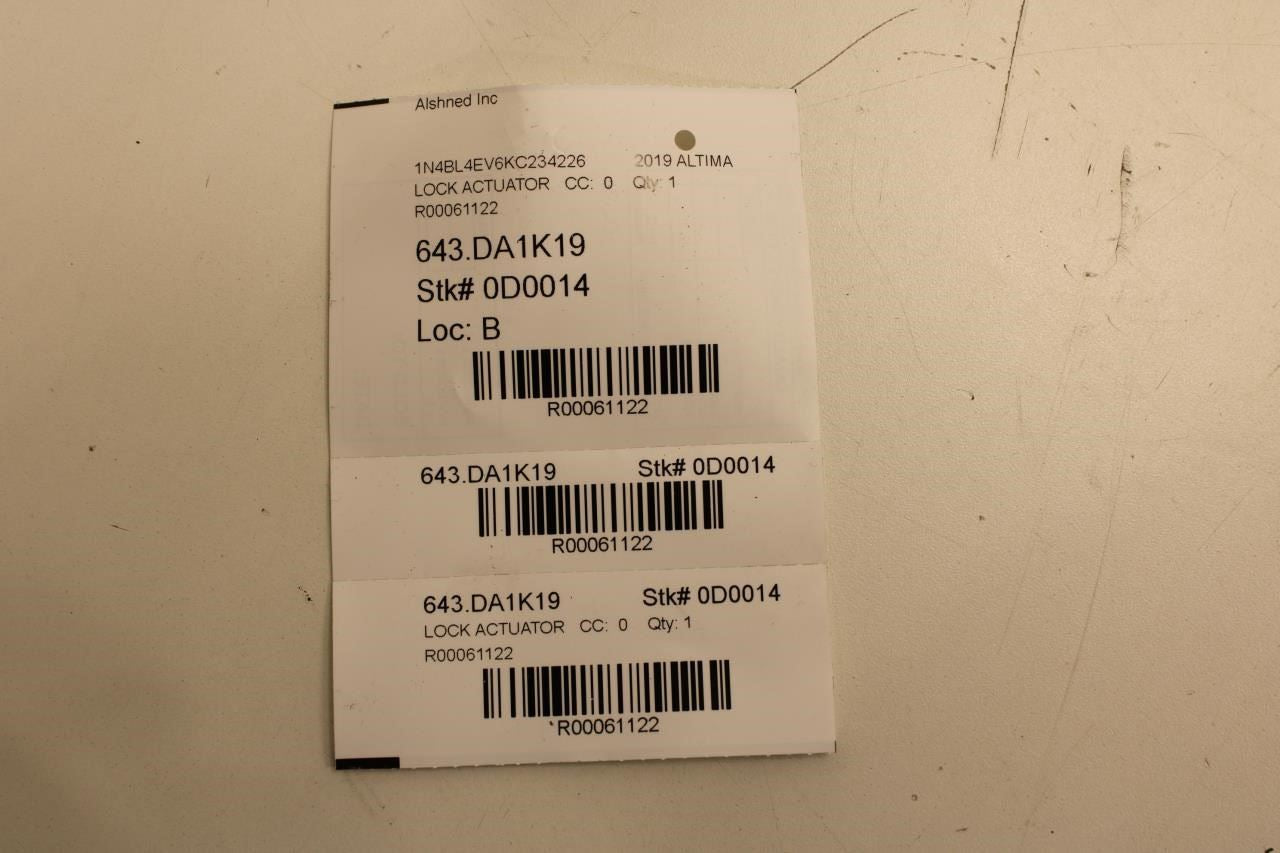 Alshned Inc
1N4BL4EV6KC234226 2019 ALTIMA
LOCK ACTUATOR CC: 0 Qty: 1
R00061122
643.DA1K19
Stk# 0D0014
Loc: B
R00061122
643.DA1K19 Stk# 0D0014
R00061122
643.DA1K19 Stk# 0D0014
LOCK ACTUATOR CC: 0 Qty: 1
R00061122
R00061122